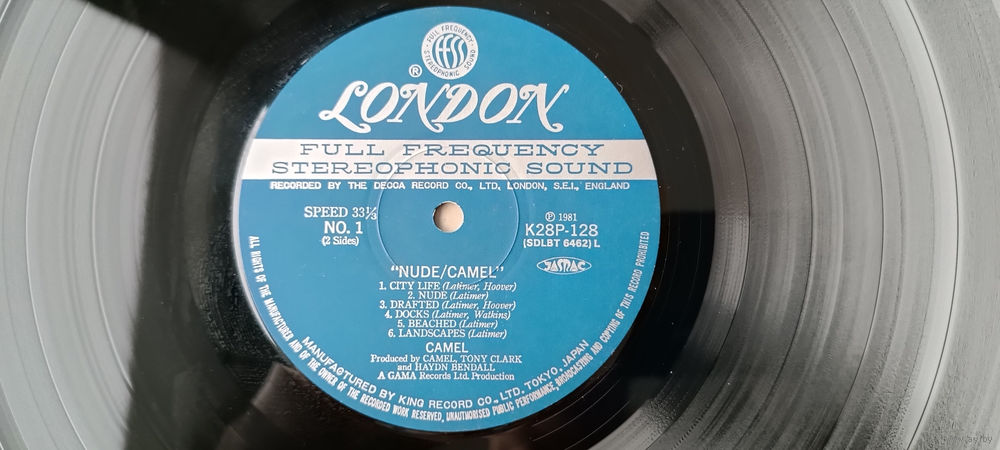 FULL FREQUENCY
ffss
STEREOPHONIC SOUND
®
LONDON
FULL FREQUENCY
STEREOPHONIC SOUND
RECORDED BY THE DECCA RECORD CO., LTD. LONDON, S.E.I., ENGLAND
SPEED 33⅓
NO. 1
(2 Sides)
℗ 1981
K28P-128
(SDLBT 6462) L
JASRAC
"NUDE/CAMEL"
1. CITY LIFE (Latimer, Hoover)
2. NUDE (Latimer)
3. DRAFTED (Latimer, Hoover)
4. DOCKS (Latimer, Watkins)
5. BEACHED (Latimer)
6. LANDSCAPES (Latimer)
CAMEL
Produced by CAMEL, TONY CLARK
and HAYDN BENDALL
A GAMA Records Ltd. Production
MANUFACTURED BY KING RECORD CO., LTD. TOKYO, JAPAN
ALL RIGHTS OF THE MANUFACTURER AND OF THE OWNER OF THE RECORDED WORK RESERVED, UNAUTHORISED PUBLIC PERFORMANCE, BROADCASTING AND COPYING OF THIS RECORD PROHIBITED